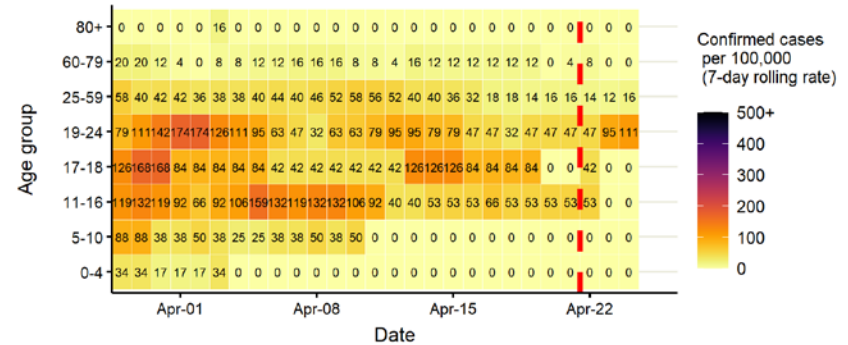 80+ 0 0 0 0 0 16 0 0 0 0 0 0 0 0 0 0 0 0 0 0 0 0 0 0 0 0 0
60-79 20 20 12 4 0 8 8 12 12 16 16 16 8 8 4 16 12 12 12 12 12 12 0 4 8 0 0
25-59 58 40 42 42 36 38 38 40 44 40 46 52 58 56 52 40 40 36 32 18 18 14 16 16 14 12 16
19-24 79 111 142 174 174 126 111 95 63 47 32 63 63 79 95 95 79 79 47 47 32 47 47 47 47 95 111
17-18 126 168 168 84 84 84 84 84 42 42 42 42 42 42 42 126 126 126 84 84 84 84 0 0 42 0 0
11-16 119 132 119 92 66 92 106 159 132 119 132 132 106 92 40 40 53 53 53 66 53 53 53 53 53 0 0
5-10 88 88 38 38 50 38 25 25 38 38 50 38 50 0 0 0 0 0 0 0 0 0 0 0 0 0 0
0-4 34 34 17 17 17 34 0 0 0 0 0 0 0 0 0 0 0 0 0 0 0 0 0 0 0 0 0
Age group
Apr-01 Apr-08 Apr-15 Apr-22
Date
Confirmed cases
per 100,000
(7-day rolling rate)
500+
400
300
200
100
0